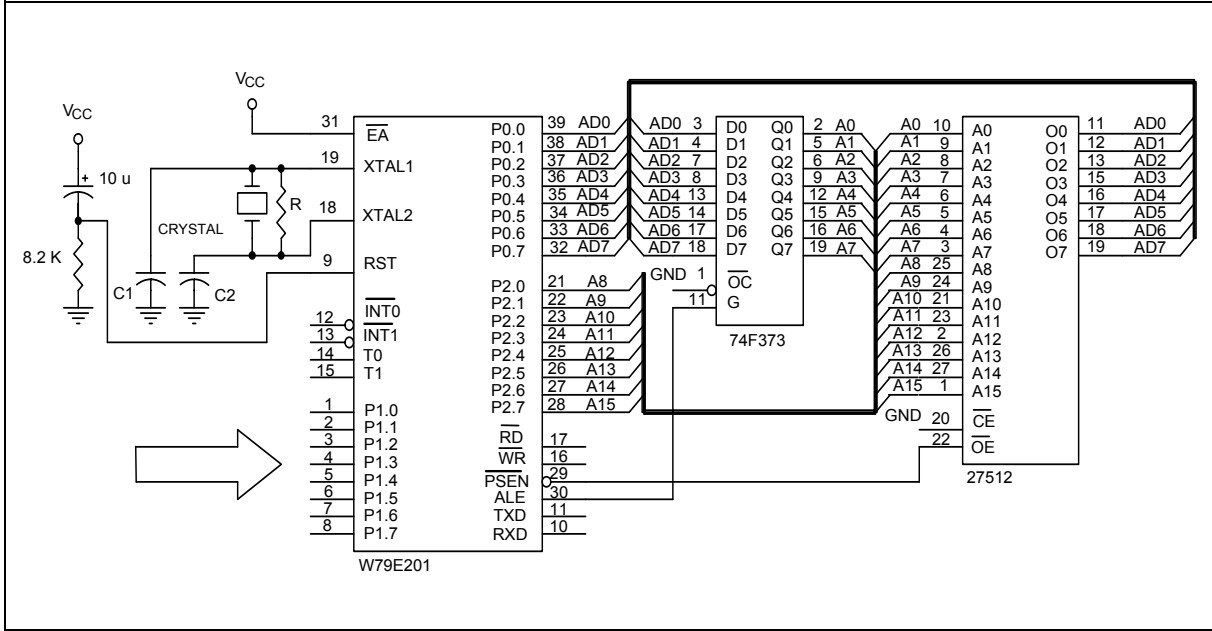 VCC
VCC
10 u
8.2 K
C1
C2
CRYSTAL
R
31 EA
19 XTAL1
18 XTAL2
9 RST
12 INT0
13 INT1
14 T0
15 T1
1 P1.0
2 P1.1
3 P1.2
4 P1.3
5 P1.4
6 P1.5
7 P1.6
8 P1.7
P0.0 39 AD0
P0.1 38 AD1
P0.2 37 AD2
P0.3 36 AD3
P0.4 35 AD4
P0.5 34 AD5
P0.6 33 AD6
P0.7 32 AD7
P2.0 21 A8
P2.1 22 A9
P2.2 23 A10
P2.3 24 A11
P2.4 25 A12
P2.5 26 A13
P2.6 27 A14
P2.7 28 A15
RD 17
WR 16
PSEN 29
ALE 30
TXD 11
RXD 10
W79E201
AD0 3 D0 Q0 2 A0
AD1 4 D1 Q1 5 A1
AD2 7 D2 Q2 6 A2
AD3 8 D3 Q3 9 A3
AD4 13 D4 Q4 12 A4
AD5 14 D5 Q5 15 A5
AD6 17 D6 Q6 16 A6
AD7 18 D7 Q7 19 A7
GND 1 OC
11 G
74F373
A0 10 A0 O0 11 AD0
A1 9 A1 O1 12 AD1
A2 8 A2 O2 13 AD2
A3 7 A3 O3 15 AD3
A4 6 A4 O4 16 AD4
A5 5 A5 O5 17 AD5
A6 4 A6 O6 18 AD6
A7 3 A7 O7 19 AD7
A8 25 A8
A9 24 A9
A10 21 A10
A11 23 A11
A12 2 A12
A13 26 A13
A14 27 A14
A15 1 A15
GND 20 CE
22 OE
27512